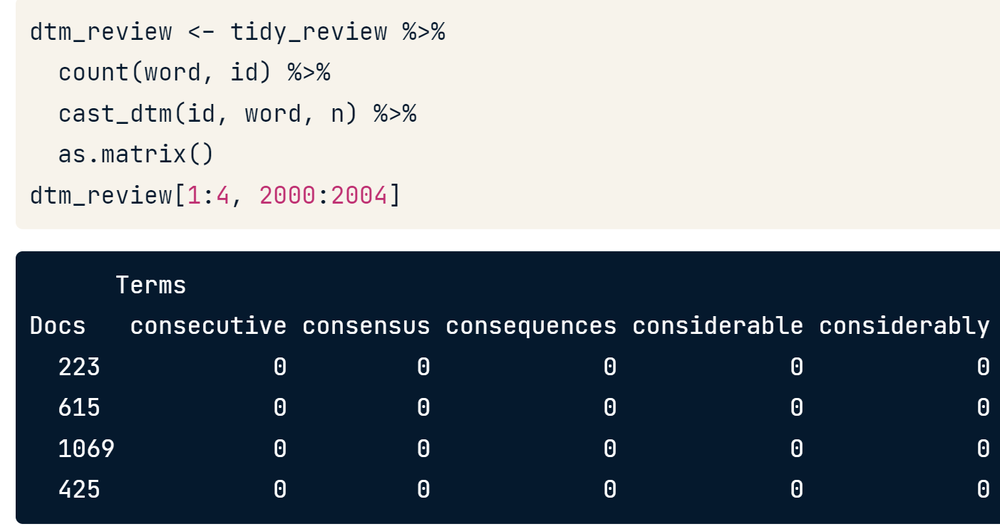 dtm_review <- tidy_review %>%
  count(word, id) %>%
  cast_dtm(id, word, n) %>%
  as.matrix()
dtm_review[1:4, 2000:2004]
      Terms
Docs   consecutive consensus consequences considerable considerably
  223            0         0            0            0            0
  615            0         0            0            0            0
  1069           0         0            0            0            0
  425            0         0            0            0            0